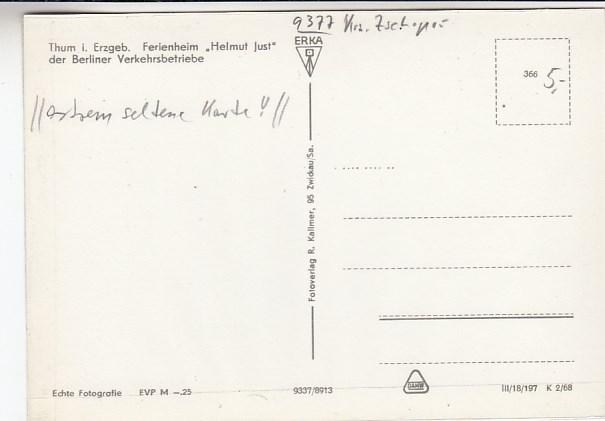 9377 Krs. Zschopau
Thum i. Erzgeb. Ferienheim „Helmut Just"
der Berliner Verkehrsbetriebe
ERKA
366
5,-
//extrem seltene Karte!!//
Fotoverlag R. Kallmer, 95 Zwickau/Sa.
Echte Fotografie EVP M –.25
9337/8913
DAMW
III/18/197 K 2/68